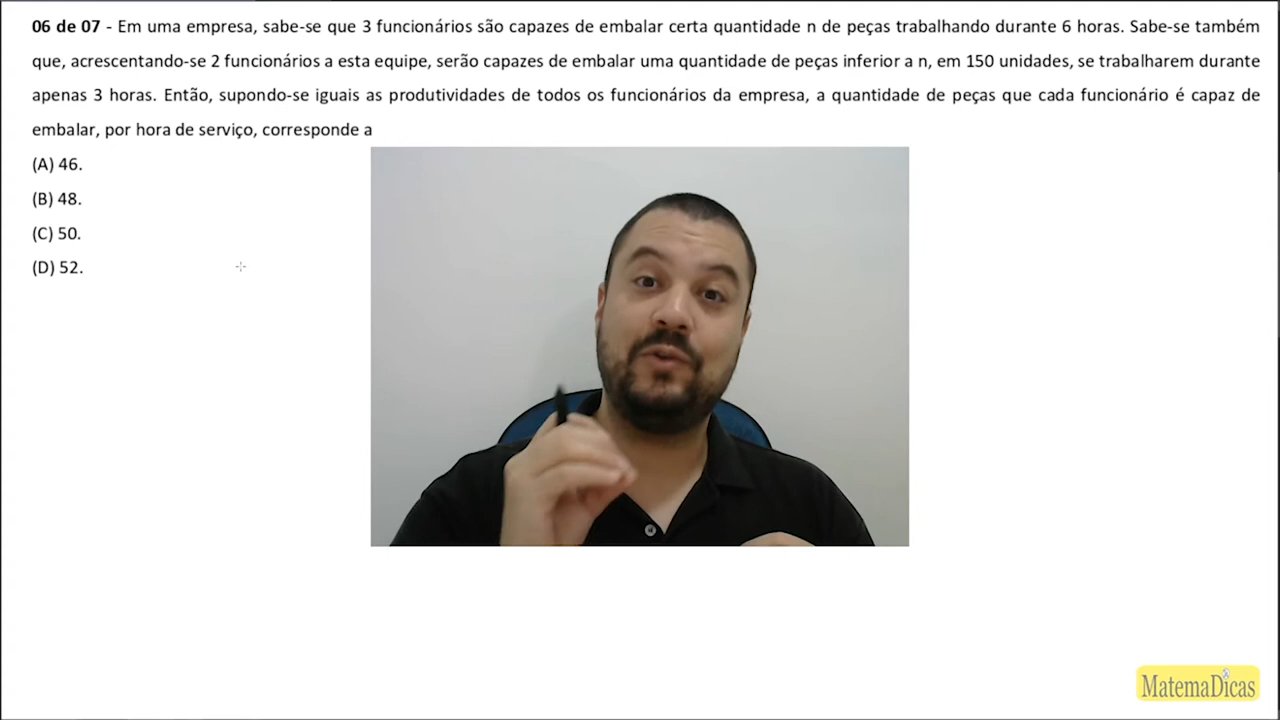 06 de 07 - Em uma empresa, sabe-se que 3 funcionários são capazes de embalar certa quantidade n de peças trabalhando durante 6 horas. Sabe-se também
que, acrescentando-se 2 funcionários a esta equipe, serão capazes de embalar uma quantidade de peças inferior a n, em 150 unidades, se trabalharem durante
apenas 3 horas. Então, supondo-se iguais as produtividades de todos os funcionários da empresa, a quantidade de peças que cada funcionário é capaz de
embalar, por hora de serviço, corresponde a
(A) 46.
(B) 48.
(C) 50.
(D) 52.
MatemaDicas